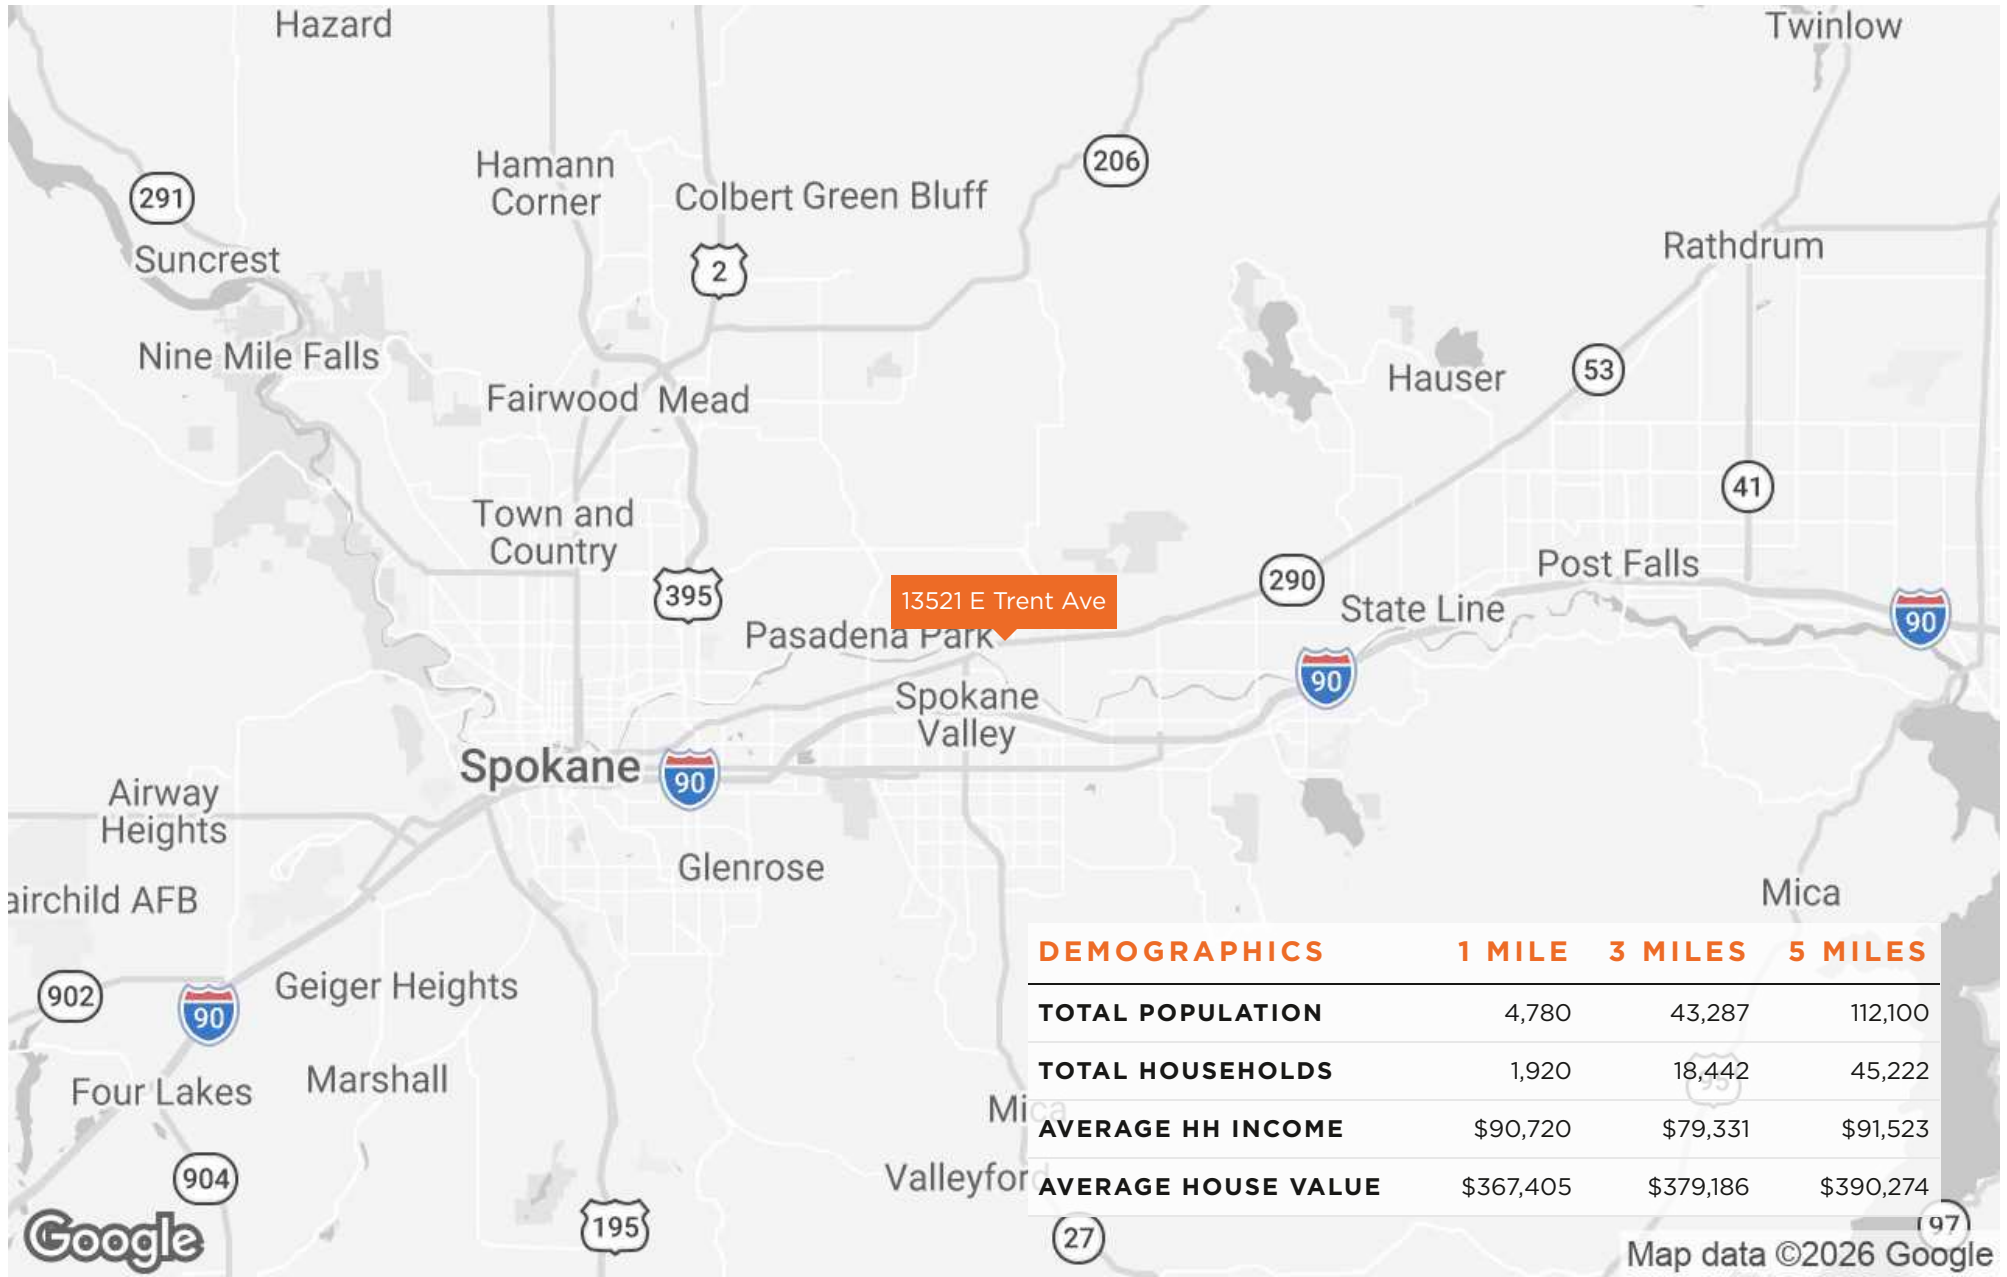 Hazard
Twinlow
Hamann
Corner
206
291
Colbert Green Bluff
Suncrest
2
Rathdrum
Nine Mile Falls
Hauser
53
Fairwood Mead
41
Town and
Country
395
13521 E Trent Ave
290
Post Falls
State Line
90
Pasadena Park
90
Spokane
Valley
Spokane
90
Airway
Heights
Glenrose
airchild AFB
Mica
902
90
Geiger Heights
Four Lakes
Marshall
Mica
Valleyford
904
195
27
DEMOGRAPHICS 1 MILE 3 MILES 5 MILES
TOTAL POPULATION 4,780 43,287 112,100
TOTAL HOUSEHOLDS 1,920 18,442 45,222
95
AVERAGE HH INCOME $90,720 $79,331 $91,523
AVERAGE HOUSE VALUE $367,405 $379,186 $390,274
97
Google
Map data ©2026 Google